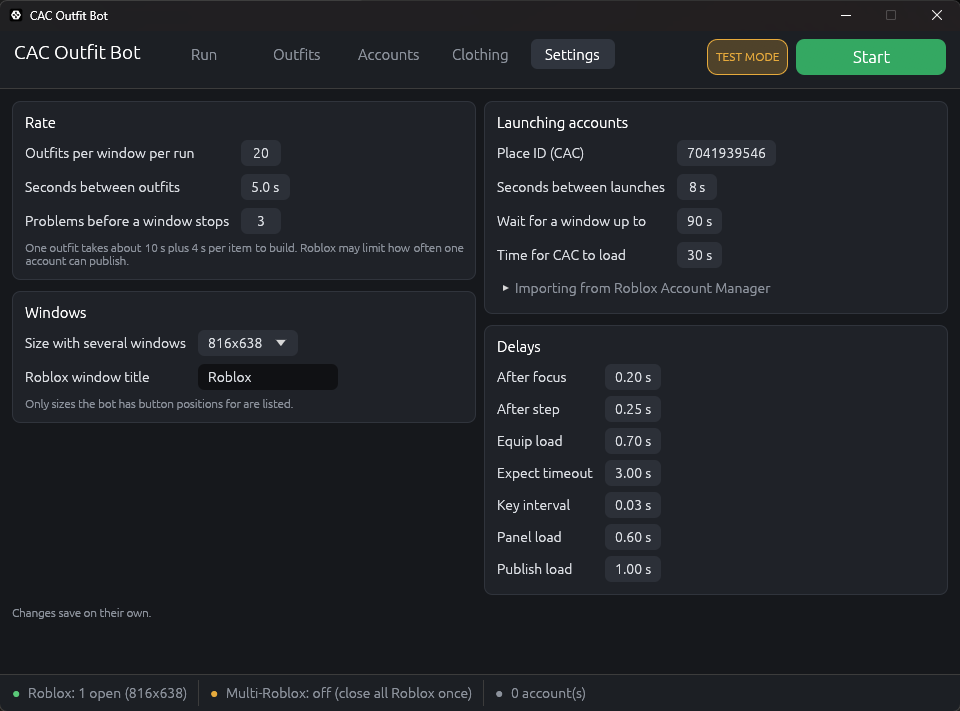 CAC Outfit Bot
CAC Outfit Bot
Run
Outfits
Accounts
Clothing
Settings
TEST MODE
Start
Rate
Outfits per window per run
20
Seconds between outfits
5.0 s
Problems before a window stops
3
One outfit takes about 10 s plus 4 s per item to build. Roblox may limit how often one
account can publish.
Windows
Size with several windows
816x638
Roblox window title
Roblox
Only sizes the bot has button positions for are listed.
Launching accounts
Place ID (CAC)
7041939546
Seconds between launches
8 s
Wait for a window up to
90 s
Time for CAC to load
30 s
Importing from Roblox Account Manager
Delays
After focus
0.20 s
After step
0.25 s
Equip load
0.70 s
Expect timeout
3.00 s
Key interval
0.03 s
Panel load
0.60 s
Publish load
1.00 s
Changes save on their own.
Roblox: 1 open (816x638)
Multi-Roblox: off (close all Roblox once)
0 account(s)